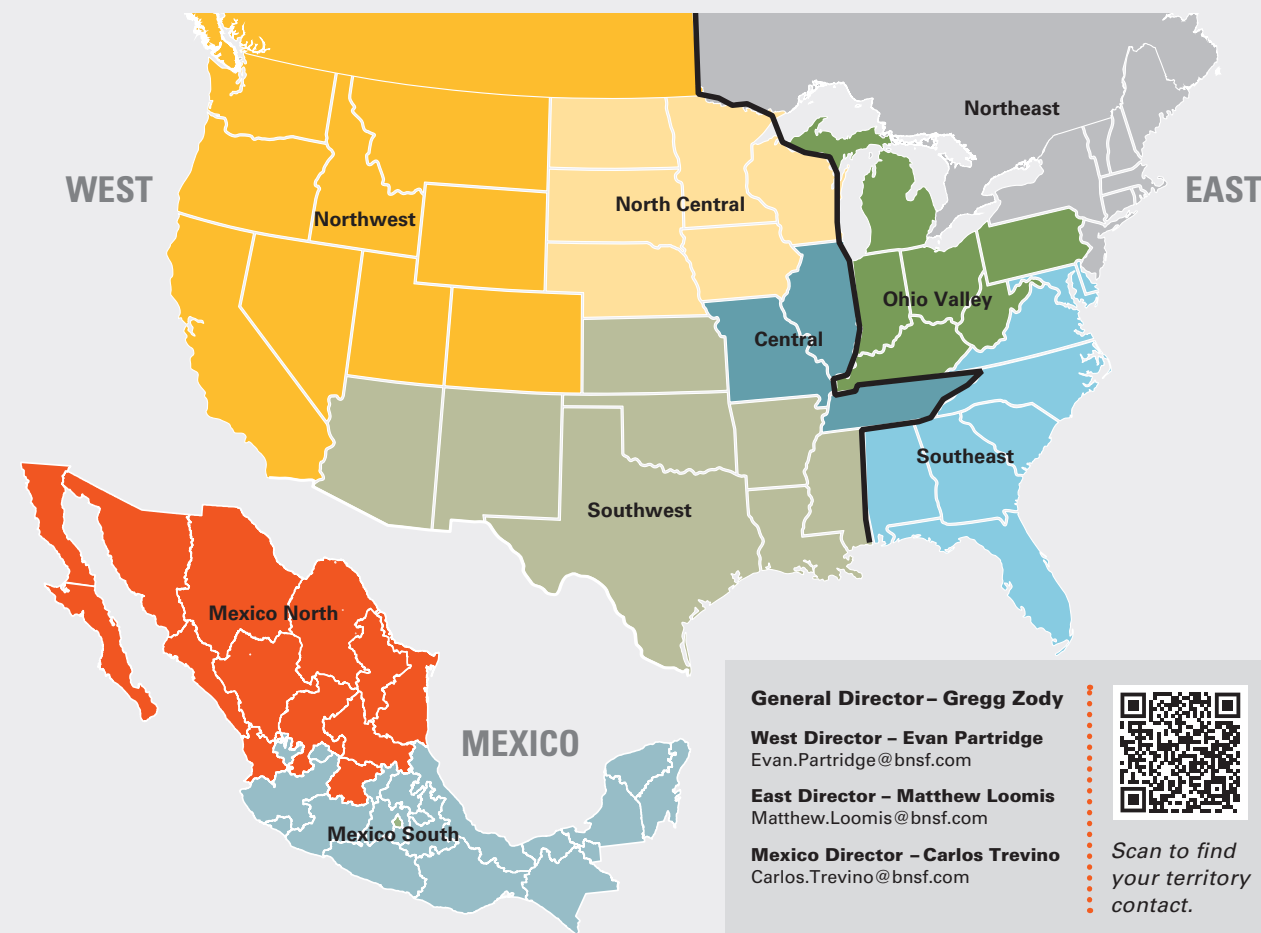 Northeast
WEST
EAST
Northwest
North Central
Ohio Valley
Central
Southeast
Southwest
Mexico North
MEXICO
Mexico South
General Director – Gregg Zody
West Director – Evan Partridge
Evan.Partridge@bnsf.com
East Director – Matthew Loomis
Matthew.Loomis@bnsf.com
Mexico Director – Carlos Trevino
Carlos.Trevino@bnsf.com
Scan to find
your territory
contact.